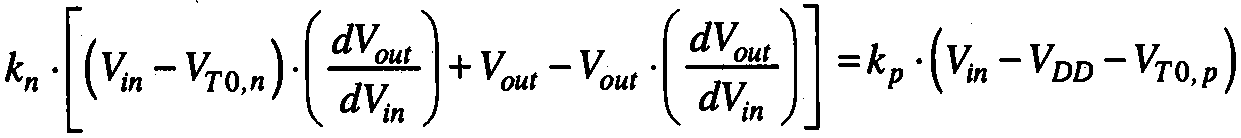 k_n · [ (V_in − V_T0,n) · (dV_out / dV_in) + V_out − V_out · (dV_out / dV_in) ] = k_p · (V_in − V_DD − V_T0,p)